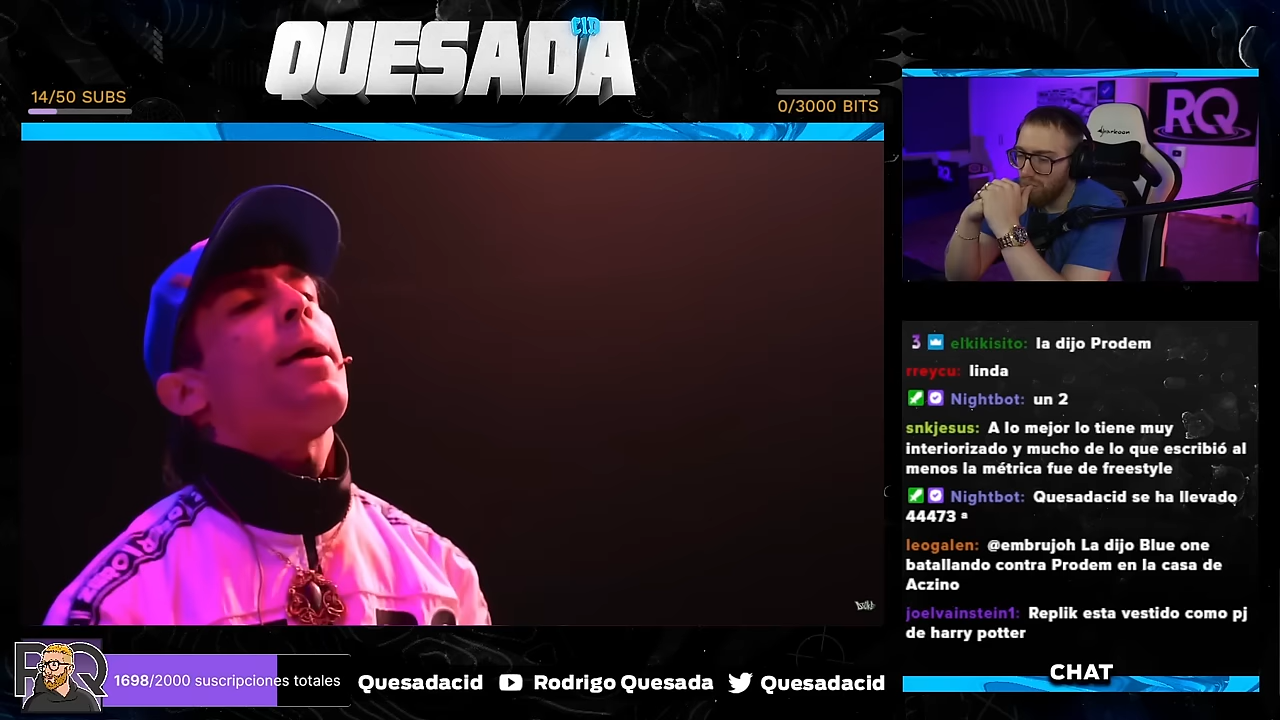 QUESADA
CID
14/50 SUBS
0/3000 BITS
RQ
3 elkikisito: la dijo Prodem
rreycu: linda
Nightbot: un 2
snkjesus: A lo mejor lo tiene muy
interiorizado y mucho de lo que escribió al
menos la métrica fue de freestyle
Nightbot: Quesadacid se ha llevado
44473 ª
leogalen: @embrujoh La dijo Blue one
batallando contra Prodem en la casa de
Aczino
joelvainstein1: Replik esta vestido como pj
de harry potter
CHAT
RQ
1698/2000 suscripciones totales
Quesadacid
Rodrigo Quesada
Quesadacid